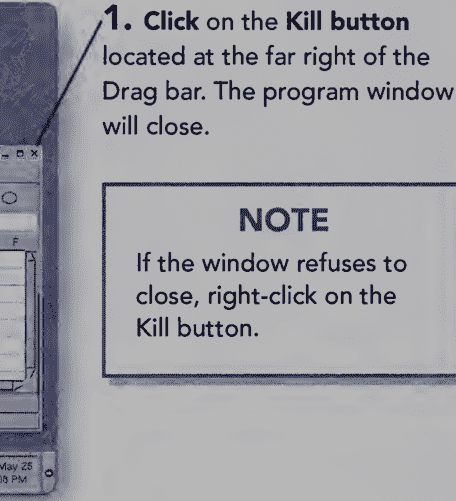 1. Click on the Kill button
located at the far right of the
Drag bar. The program window
will close.
NOTE
If the window refuses to
close, right-click on the
Kill button.
F
May 25
08 PM